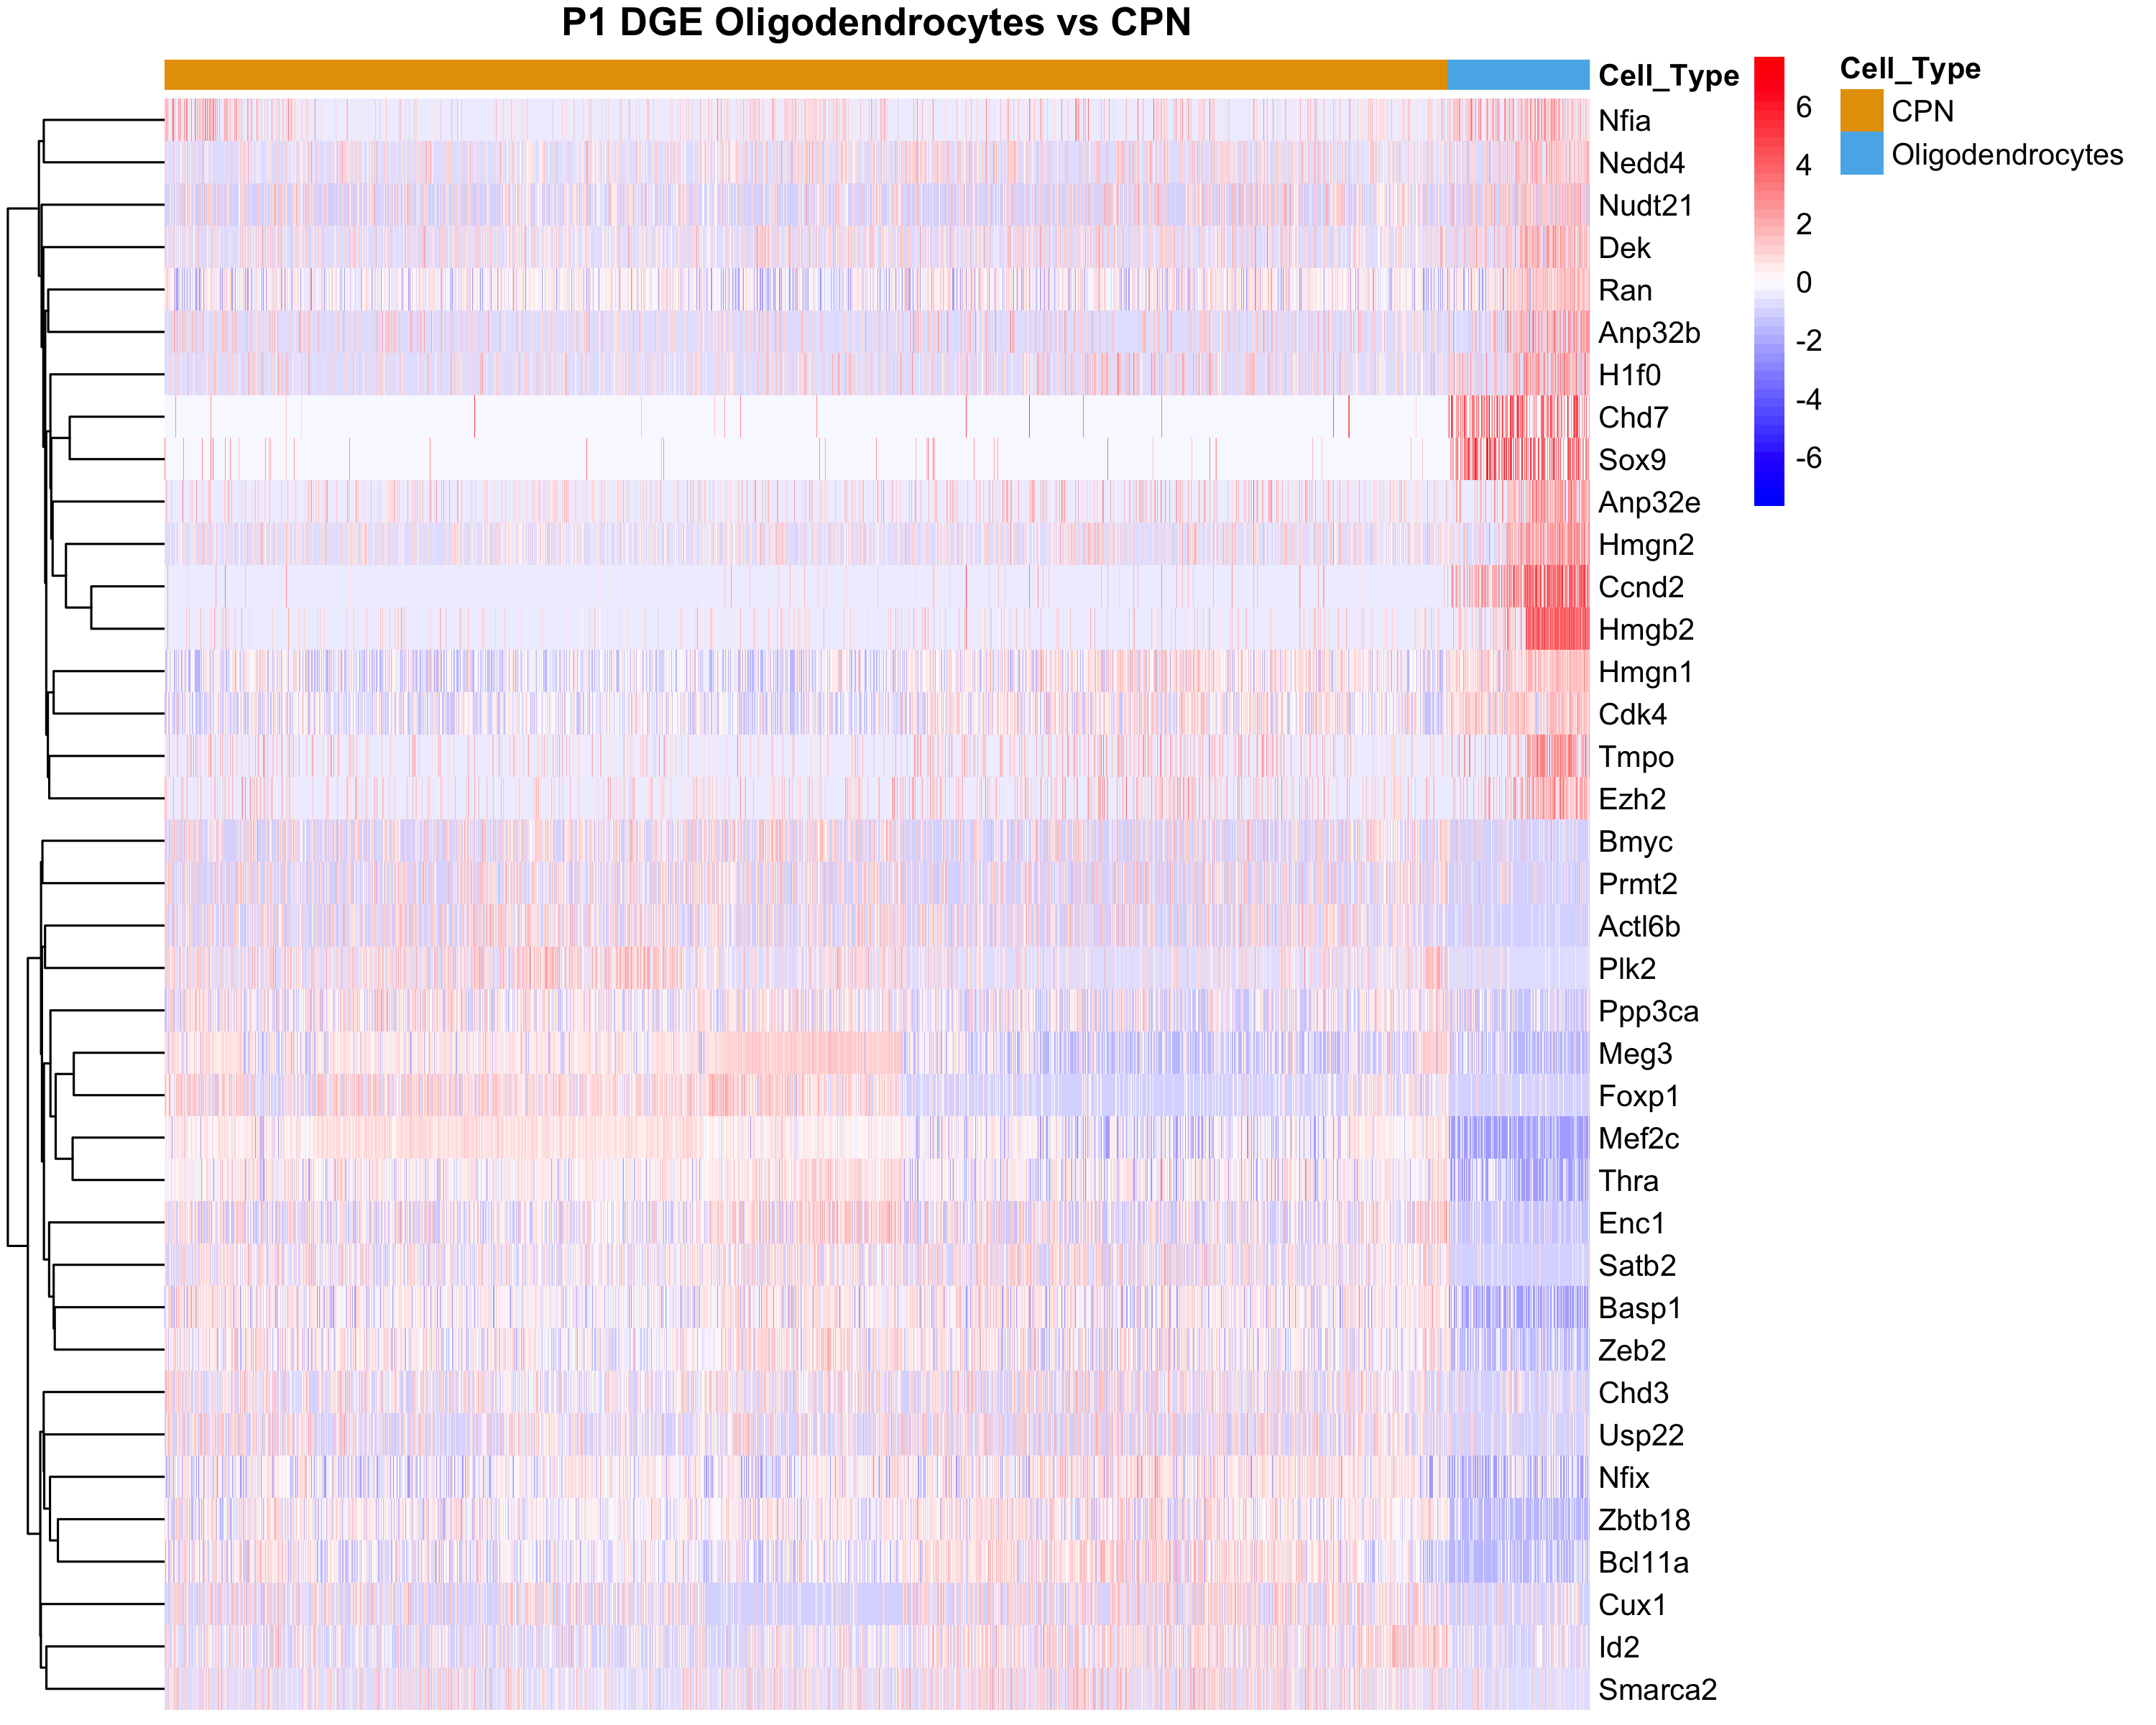 P1 DGE Oligodendrocytes vs CPN
Cell_Type
Nfia
Nedd4
Nudt21
Dek
Ran
Anp32b
H1f0
Chd7
Sox9
Anp32e
Hmgn2
Ccnd2
Hmgb2
Hmgn1
Cdk4
Tmpo
Ezh2
Bmyc
Prmt2
Actl6b
Plk2
Ppp3ca
Meg3
Foxp1
Mef2c
Thra
Enc1
Satb2
Basp1
Zeb2
Chd3
Usp22
Nfix
Zbtb18
Bcl11a
Cux1
Id2
Smarca2
6
4
2
0
-2
-4
-6
Cell_Type
CPN
Oligodendrocytes